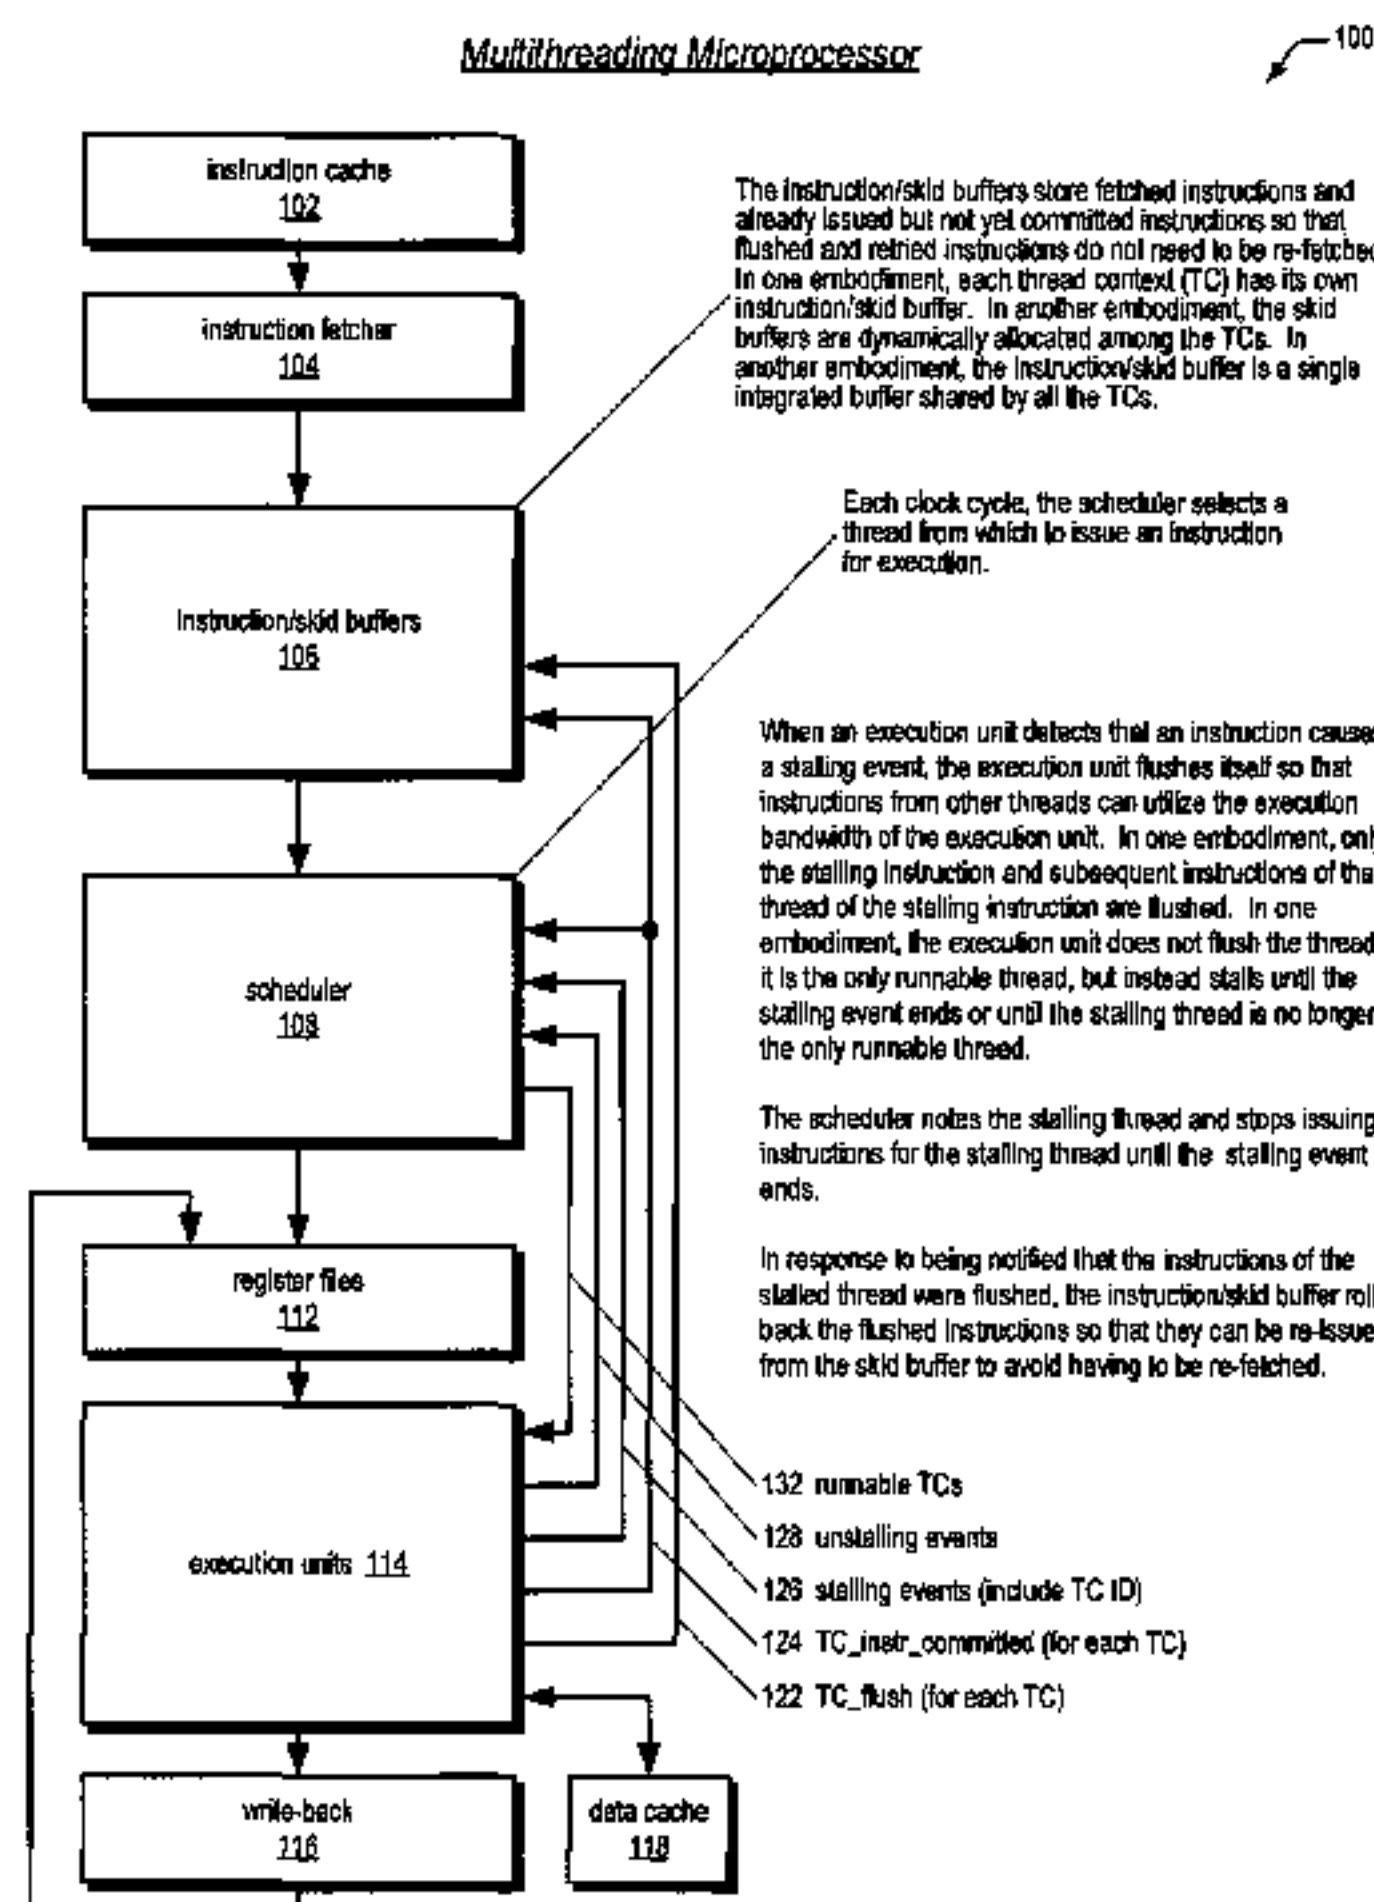 Multithreading Microprocessor
100
instruction cache
102
instruction fetcher
104
The instruction/skid buffers store fetched instructions and
already issued but not yet committed instructions so that
flushed and retried instructions do not need to be re-fetched
In one embodiment, each thread context (TC) has its own
instruction/skid buffer. In another embodiment, the skid
buffers are dynamically allocated among the TCs. In
another embodiment, the instruction/skid buffer is a single
integrated buffer shared by all the TCs.
Each clock cycle, the scheduler selects a
thread from which to issue an instruction
for execution.
instruction/skid buffers
106
When an execution unit detects that an instruction causes
a stalling event, the execution unit flushes itself so that
instructions from other threads can utilize the execution
bandwidth of the execution unit. In one embodiment, only
the stalling instruction and subsequent instructions of the
thread of the stalling instruction are flushed. In one
embodiment, the execution unit does not flush the thread
it is the only runnable thread, but instead stalls until the
stalling event ends or until the stalling thread is no longer
the only runnable thread.
scheduler
108
The scheduler notes the stalling thread and stops issuing
instructions for the stalling thread until the stalling event
ends.
In response to being notified that the instructions of the
stalled thread were flushed, the instruction/skid buffer roll
back the flushed instructions so that they can be re-issue
from the skid buffer to avoid having to be re-fetched.
register files
112
execution units 114
132 runnable TCs
128 unstalling events
126 stalling events (include TC ID)
124 TC_instr_committed (for each TC)
122 TC_flush (for each TC)
write-back
116
data cache
118